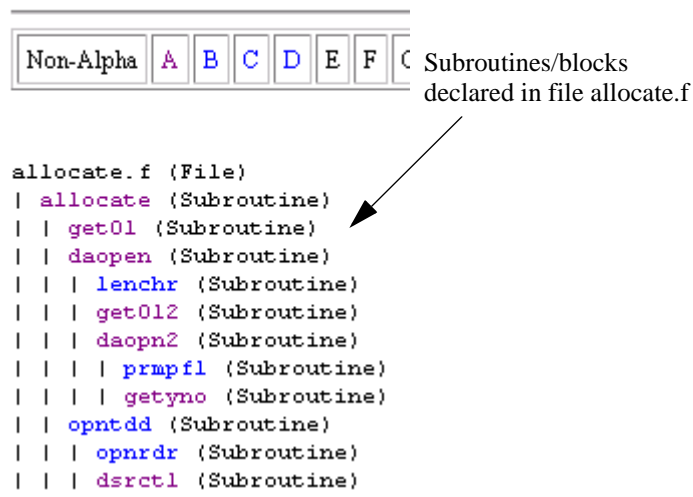 Non-Alpha A B C D E F
Subroutines/blocks
declared in file allocate.f
allocate.f (File)
| allocate (Subroutine)
| | get01 (Subroutine)
| | daopen (Subroutine)
| | | lenchr (Subroutine)
| | | get012 (Subroutine)
| | | daopn2 (Subroutine)
| | | | prmpfl (Subroutine)
| | | | getyno (Subroutine)
| | opntdd (Subroutine)
| | | opnrdr (Subroutine)
| | | dsrctl (Subroutine)